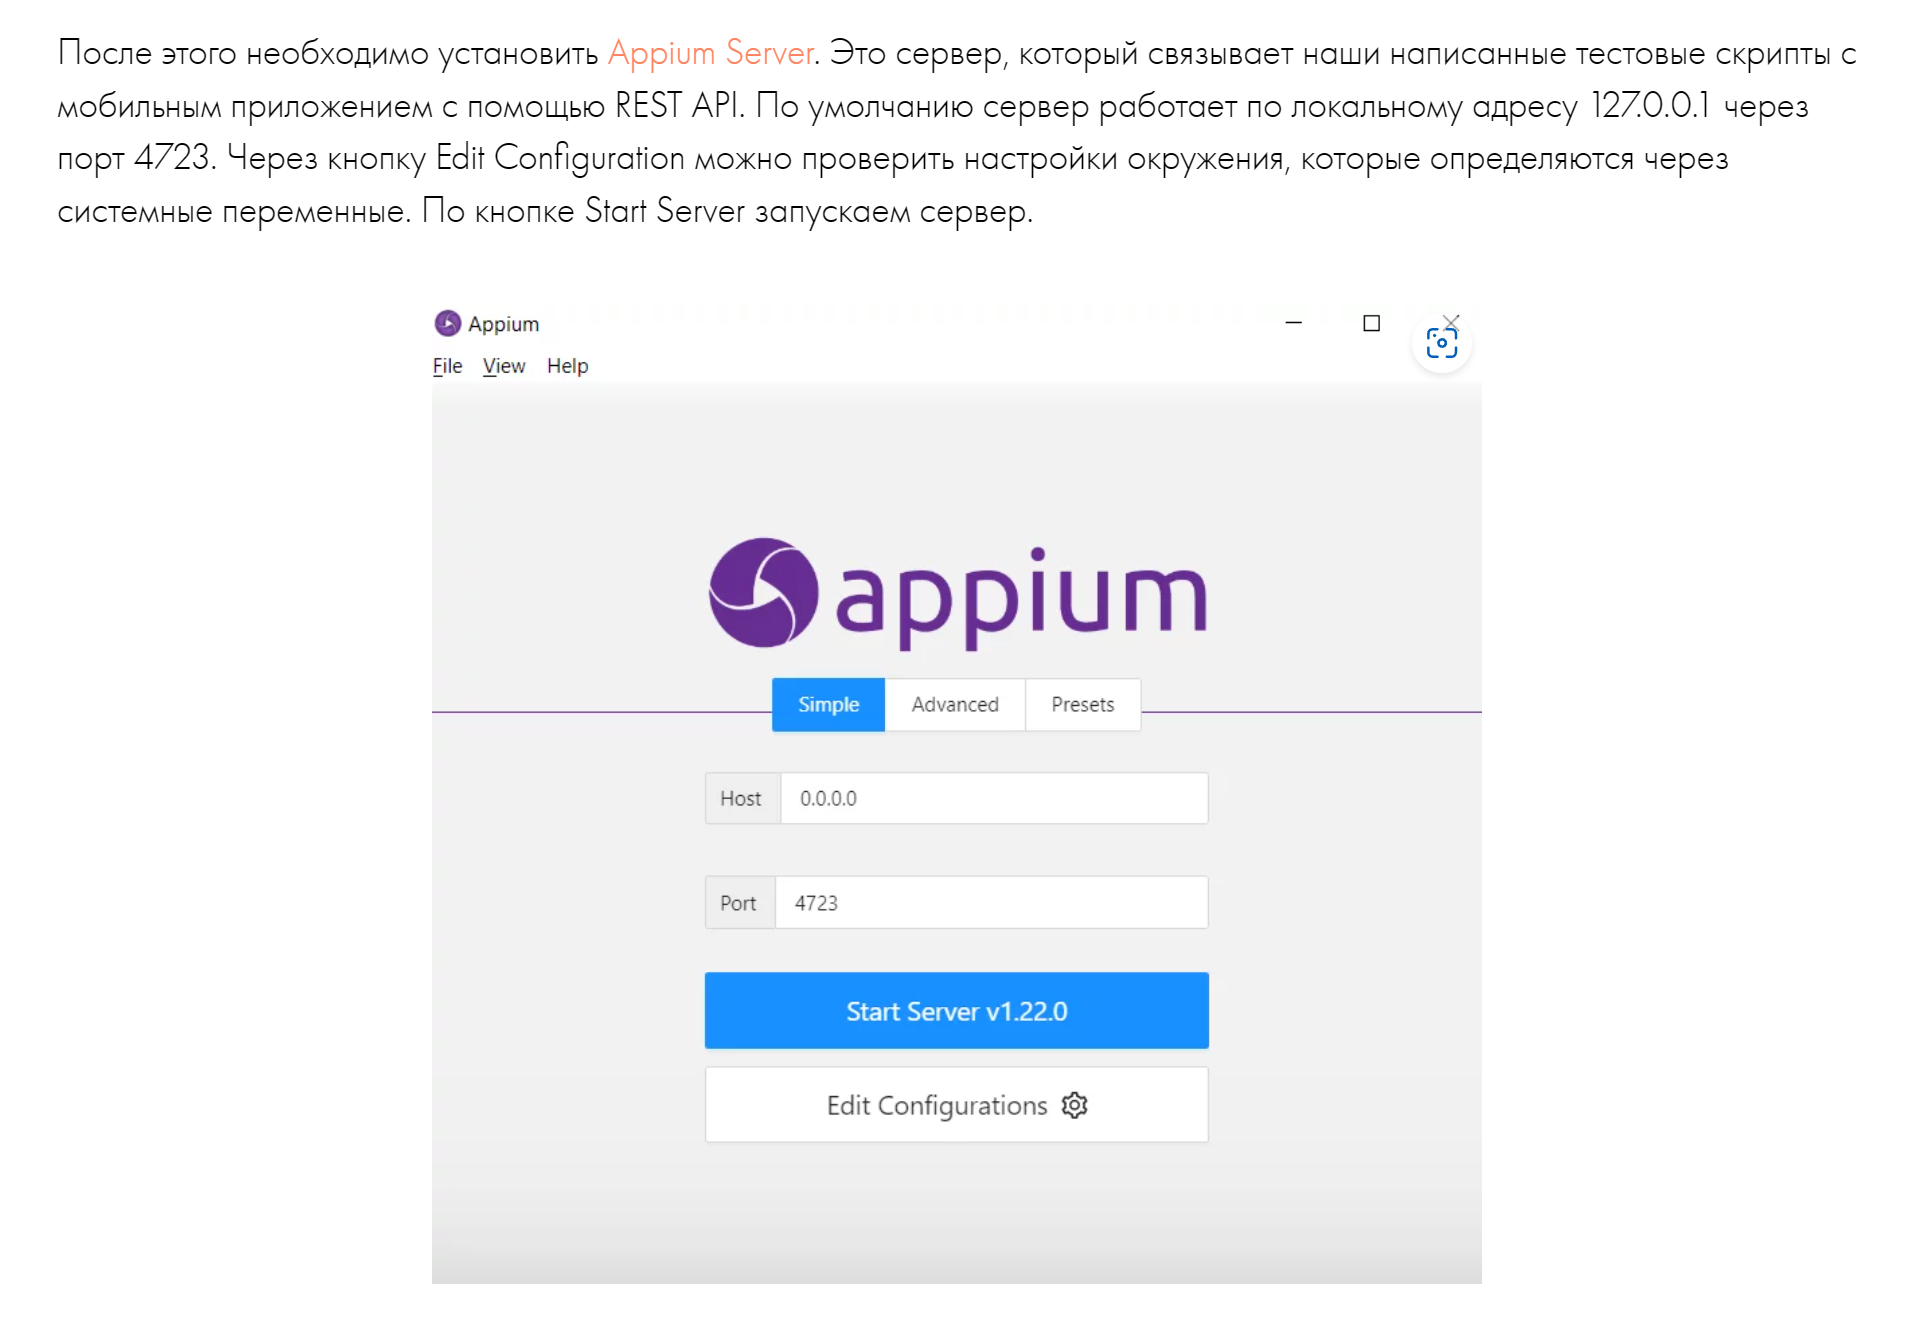 После этого необходимо установить Appium Server. Это сервер, который связывает наши написанные тестовые скрипты с
мобильным приложением с помощью REST API. По умолчанию сервер работает по локальному адресу 127.0.0.1 через
порт 4723. Через кнопку Edit Configuration можно проверить настройки окружения, которые определяются через
системные переменные. По кнопке Start Server запускаем сервер.
Appium
File View Help
appium
Simple Advanced Presets
Host 0.0.0.0
Port 4723
Start Server v1.22.0
Edit Configurations